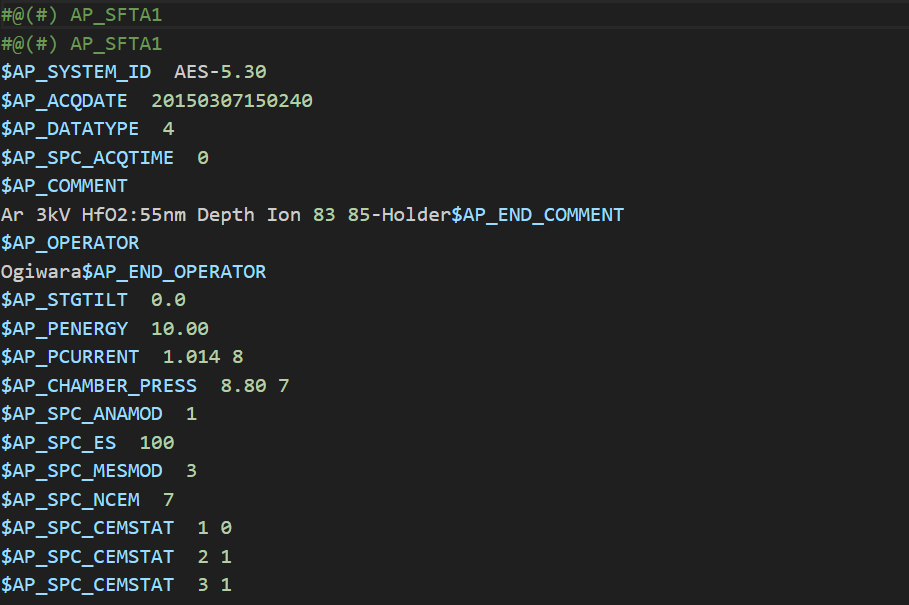 #@(#) AP_SFTA1
#@(#) AP_SFTA1
$AP_SYSTEM_ID  AES-5.30
$AP_ACQDATE  20150307150240
$AP_DATATYPE  4
$AP_SPC_ACQTIME  0
$AP_COMMENT
Ar 3kV HfO2:55nm Depth Ion 83 85-Holder$AP_END_COMMENT
$AP_OPERATOR
Ogiwara$AP_END_OPERATOR
$AP_STGTILT  0.0
$AP_PENERGY  10.00
$AP_PCURRENT  1.014 8
$AP_CHAMBER_PRESS  8.80 7
$AP_SPC_ANAMOD  1
$AP_SPC_ES  100
$AP_SPC_MESMOD  3
$AP_SPC_NCEM  7
$AP_SPC_CEMSTAT  1 0
$AP_SPC_CEMSTAT  2 1
$AP_SPC_CEMSTAT  3 1